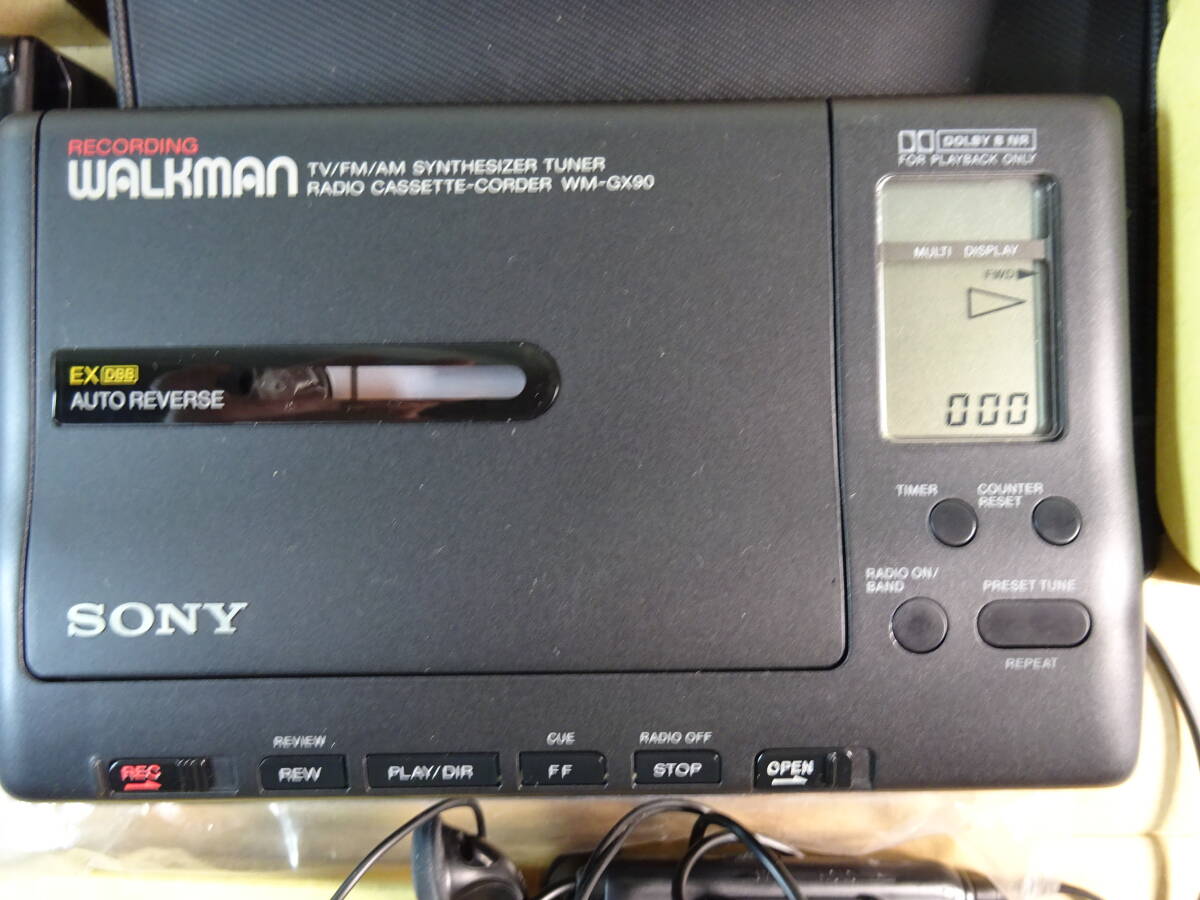 RECORDING
WALKMAN
TV/FM/AM SYNTHESIZER TUNER
RADIO CASSETTE-CORDER WM-GX90
DOLBY B NR
FOR PLAYBACK ONLY
MULTI DISPLAY
FWD
000
EX DBB
AUTO REVERSE
TIMER
COUNTER
RESET
RADIO ON/
BAND
PRESET TUNE
REPEAT
SONY
REVIEW
CUE
RADIO OFF
REC
REW
PLAY/DIR
FF
STOP
OPEN